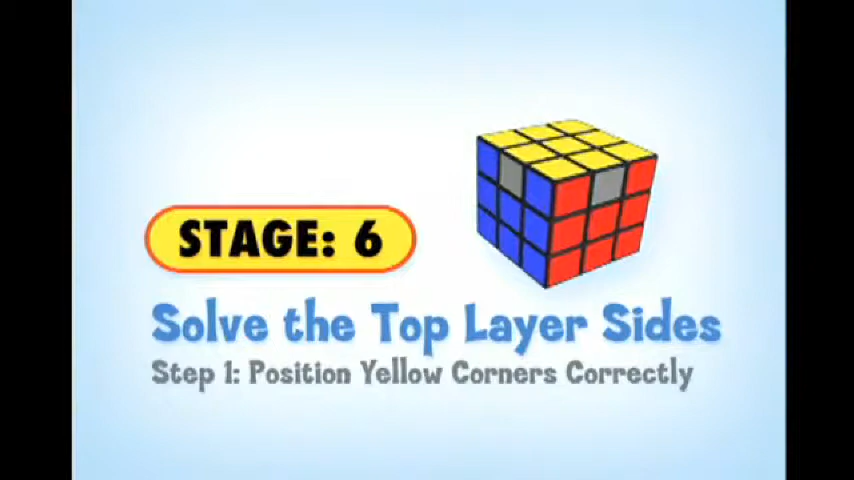 STAGE: 6
Solve the Top Layer Sides
Step 1: Position Yellow Corners Correctly